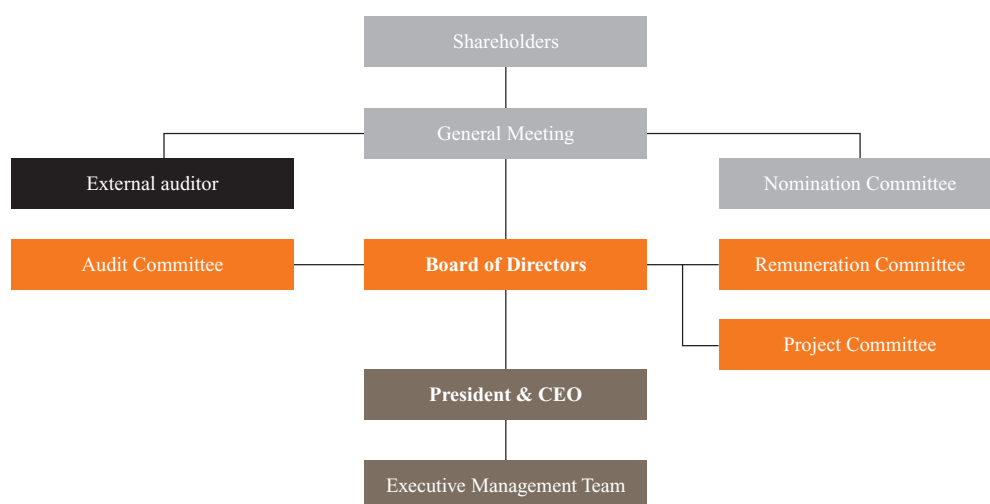 Shareholders
General Meeting
External auditor
Nomination Committee
Audit Committee
Board of Directors
Remuneration Committee
Project Committee
President & CEO
Executive Management Team